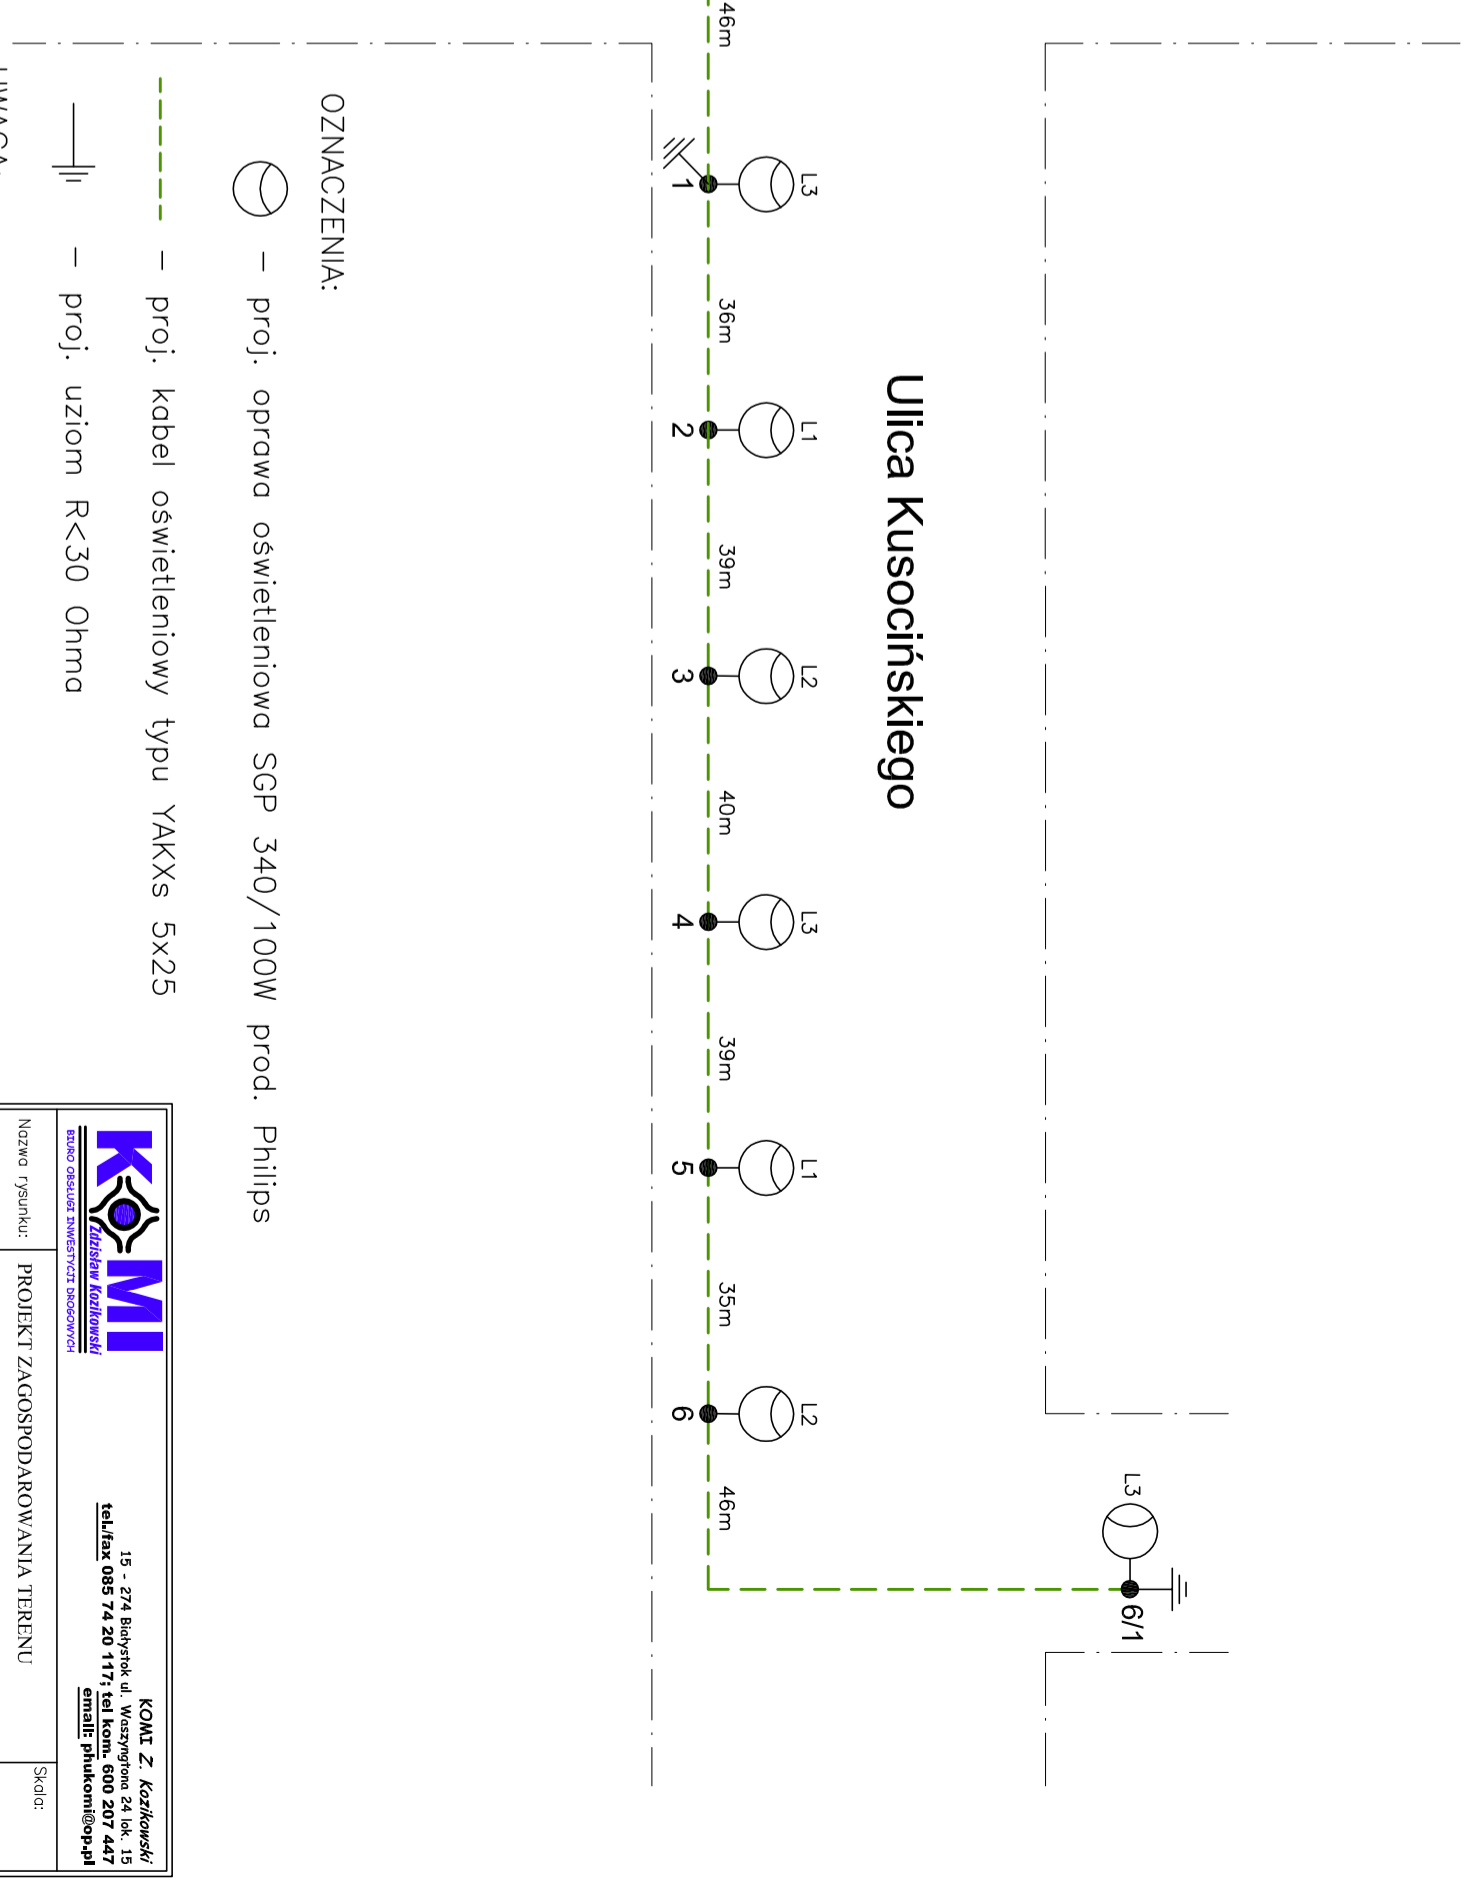 46m
L3
1
36m
L1
2
39m
L2
3
40m
L3
4
39m
L1
5
35m
L2
6
46m
L3
6/1
Ulica Kusocińskiego
OZNACZENIA:
– proj. oprawa oświetleniowa SGP 340/100W prod. Philips
– proj. kabel oświetleniowy typu YAKXs 5x25
– proj. uziom R<30 Ohma
UWAGA:
KOMI
Zdzisław Kozikowski
BIURO OBSŁUGI INWESTYCJI DROGOWYCH
KOMI Z. Kozikowski
15 - 274 Białystok ul. Waszyngtona 24 lok. 15
tel./fax 085 74 20 117; tel kom. 600 207 447
email: phukomi@op.pl
Nazwa rysunku:
PROJEKT ZAGOSPODAROWANIA TERENU
Skala: